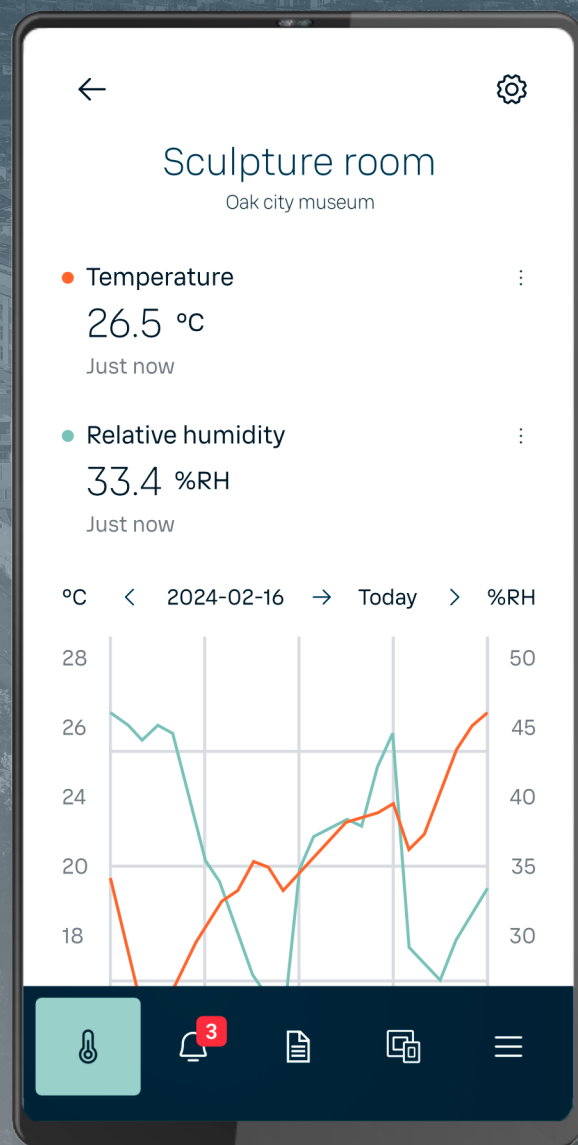 Sculpture room
Oak city museum
Temperature
26.5 °C
Just now
Relative humidity
33.4 %RH
Just now
°C < 2024-02-16 → Today > %RH
28 50
26 45
24 40
20 35
18 30
3